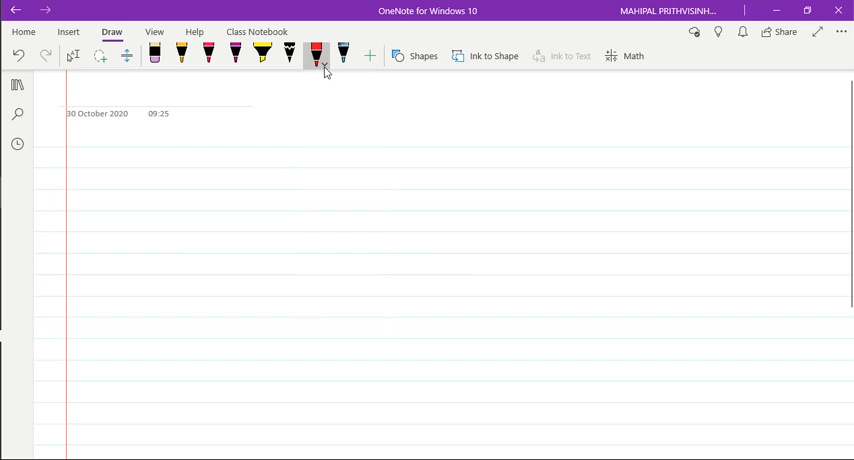 OneNote for Windows 10
MAHIPAL PRITHVISINH...
Home Insert Draw View Help Class Notebook
Share
Shapes Ink to Shape Ink to Text Math
30 October 2020 09:25